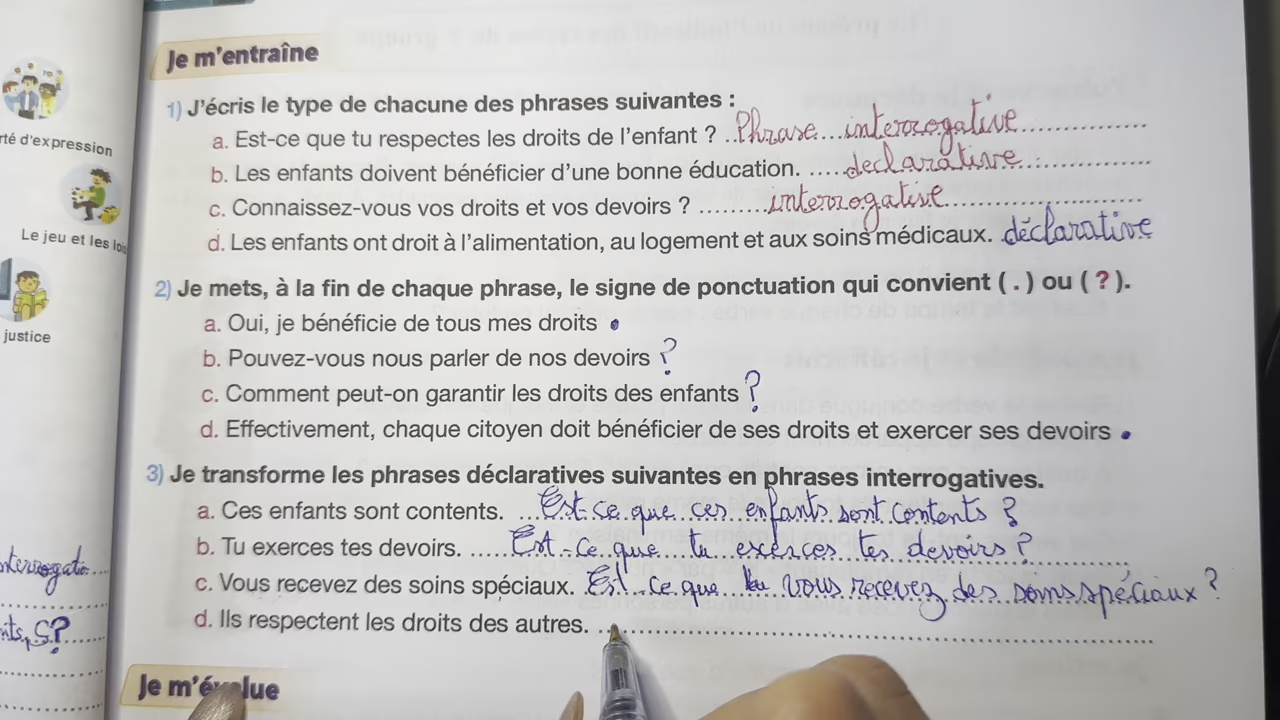 rté d'expression
Le jeu et les loi
justice
nterrogati...
nts, S?
Je m'entraîne
1) J'écris le type de chacune des phrases suivantes :
a. Est-ce que tu respectes les droits de l'enfant ? ..Phrase...interrogative
b. Les enfants doivent bénéficier d'une bonne éducation. .....declarative
c. Connaissez-vous vos droits et vos devoirs ? .........interrogative
d. Les enfants ont droit à l'alimentation, au logement et aux soins médicaux. déclarative
2) Je mets, à la fin de chaque phrase, le signe de ponctuation qui convient ( . ) ou ( ? ).
a. Oui, je bénéficie de tous mes droits .
b. Pouvez-vous nous parler de nos devoirs ?
c. Comment peut-on garantir les droits des enfants ?
d. Effectivement, chaque citoyen doit bénéficier de ses droits et exercer ses devoirs .
3) Je transforme les phrases déclaratives suivantes en phrases interrogatives.
a. Ces enfants sont contents. ...Est-ce que ces enfants sont contents ?
b. Tu exerces tes devoirs. .....Est-ce que tu exerces tes devoirs ?
c. Vous recevez des soins spéciaux. Est-ce que vous recevez des soins spéciaux ?
d. Ils respectent les droits des autres. ...
Je m'évalue